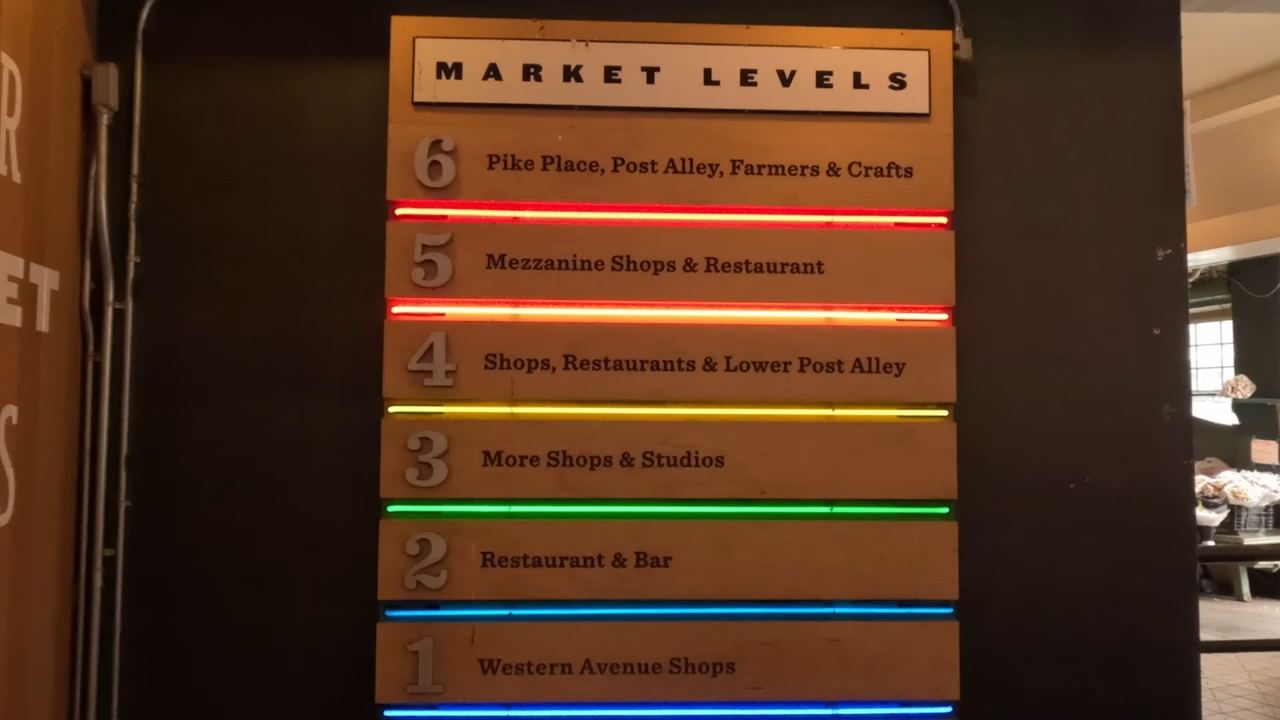 MARKET LEVELS
6 Pike Place, Post Alley, Farmers & Crafts
5 Mezzanine Shops & Restaurant
4 Shops, Restaurants & Lower Post Alley
3 More Shops & Studios
2 Restaurant & Bar
1 Western Avenue Shops
R
ET
S